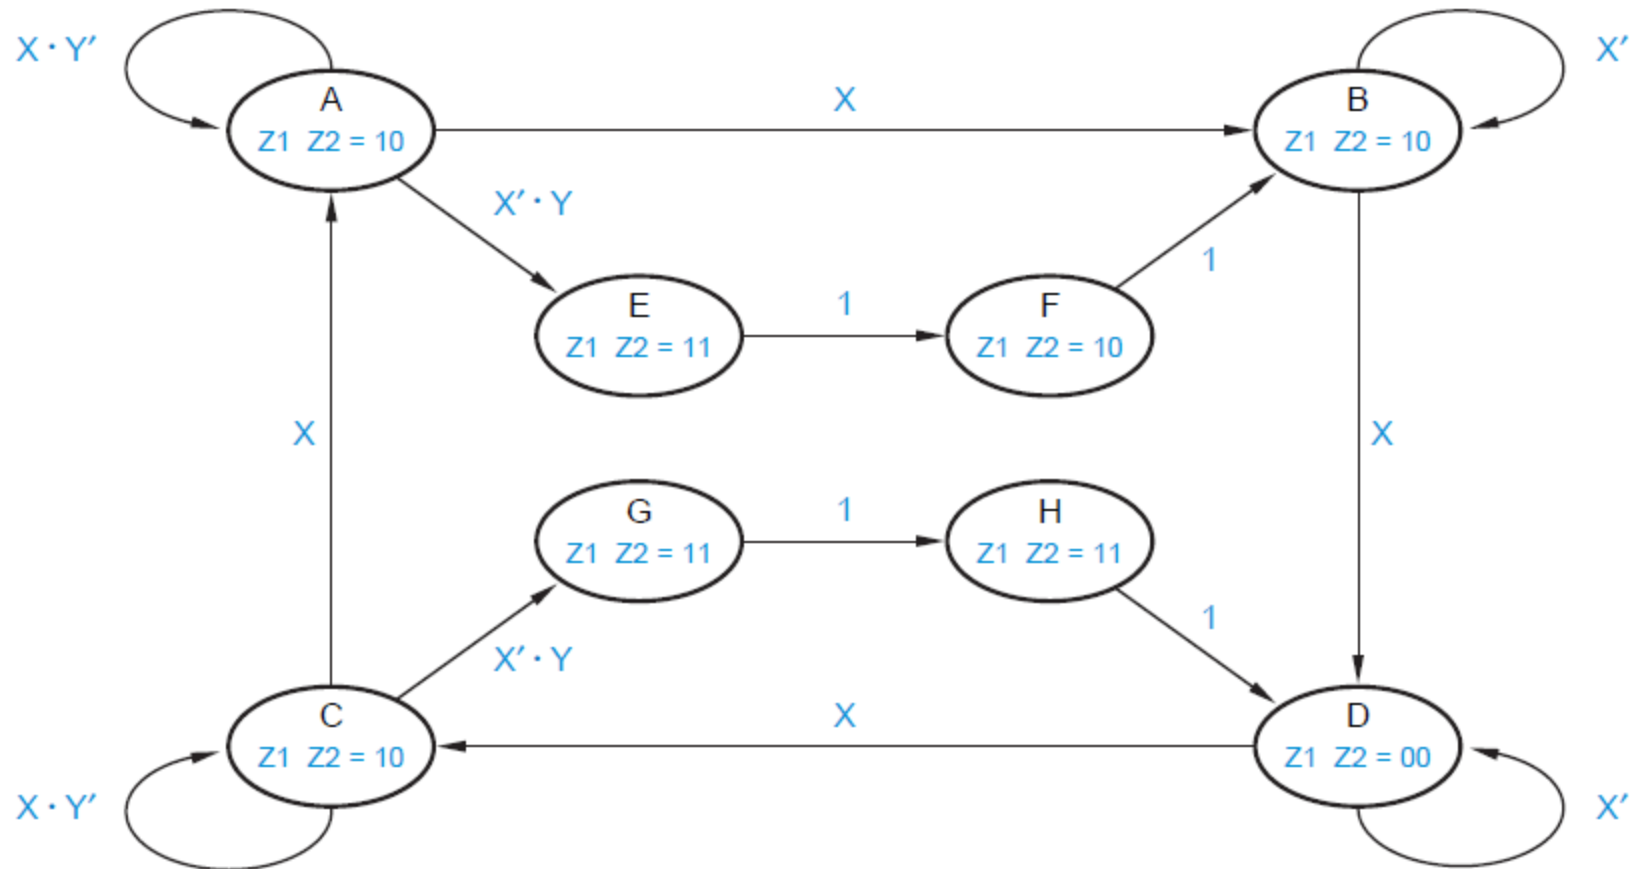 X · Y′
A
Z1 Z2 = 10
X
B
Z1 Z2 = 10
X′
X′ · Y
1
E
Z1 Z2 = 11
1
F
Z1 Z2 = 10
X
X
G
Z1 Z2 = 11
1
H
Z1 Z2 = 11
1
X′ · Y
C
Z1 Z2 = 10
X
D
Z1 Z2 = 00
X · Y′
X′